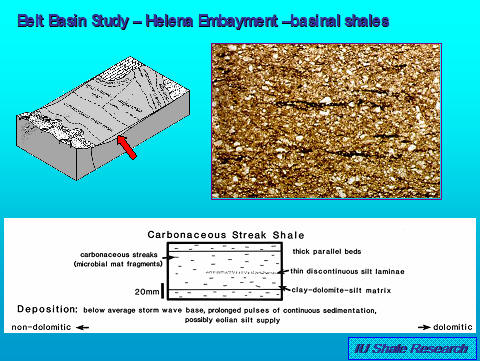 Belt Basin Study – Helena Embayment –basinal shales
Carbonaceous Streak Shale
carbonaceous streaks
(microbial mat fragments)
thick parallel beds
thin discontinuous silt laminae
clay-dolomite-silt matrix
20mm
Deposition: below average storm wave base, prolonged pulses of continuous sedimentation,
possibly eolian silt supply
non-dolomitic
dolomitic
IU Shale Research